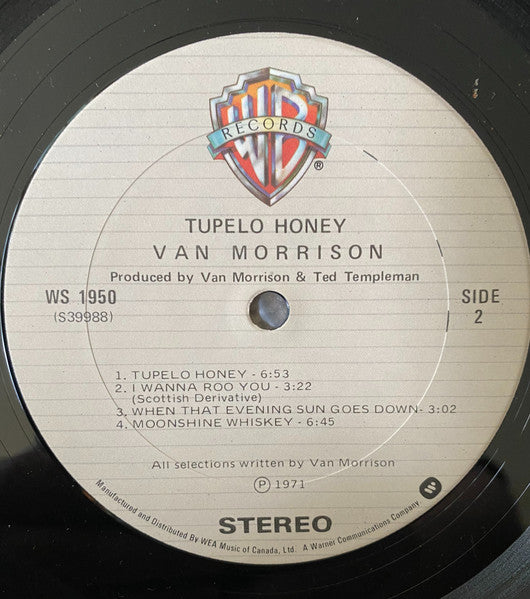 WB
RECORDS
®
TUPELO HONEY
VAN MORRISON
Produced by Van Morrison & Ted Templeman
WS 1950
(S39988)
SIDE
2
1. TUPELO HONEY - 6:53
2. I WANNA ROO YOU - 3:22
(Scottish Derivative)
3. WHEN THAT EVENING SUN GOES DOWN - 3:02
4. MOONSHINE WHISKEY - 6:45
All selections written by Van Morrison
℗ 1971
STEREO
Manufactured and Distributed By WEA Music of Canada, Ltd. A Warner Communications Company